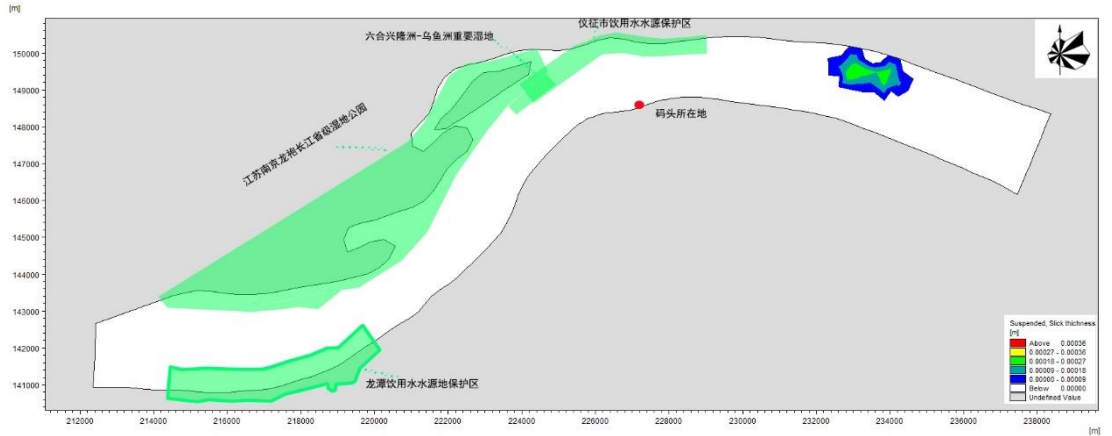 [m]
仪征市饮用水水源保护区
六合兴隆洲-乌鱼洲重要湿地
150000
149000
148000
147000
146000
145000
144000
143000
142000
141000
码头所在地
江苏南京龙袍长江省级湿地公园
龙潭饮用水水源地保护区
Suspended, Slick thichness
[m]
Above 0.00036
0.00027 - 0.00036
0.00018 - 0.00027
0.00009 - 0.00018
0.00000 - 0.00009
Below 0.00000
Undefined Value
212000 214000 216000 218000 220000 222000 224000 226000 228000 230000 232000 234000 236000 238000
[m]